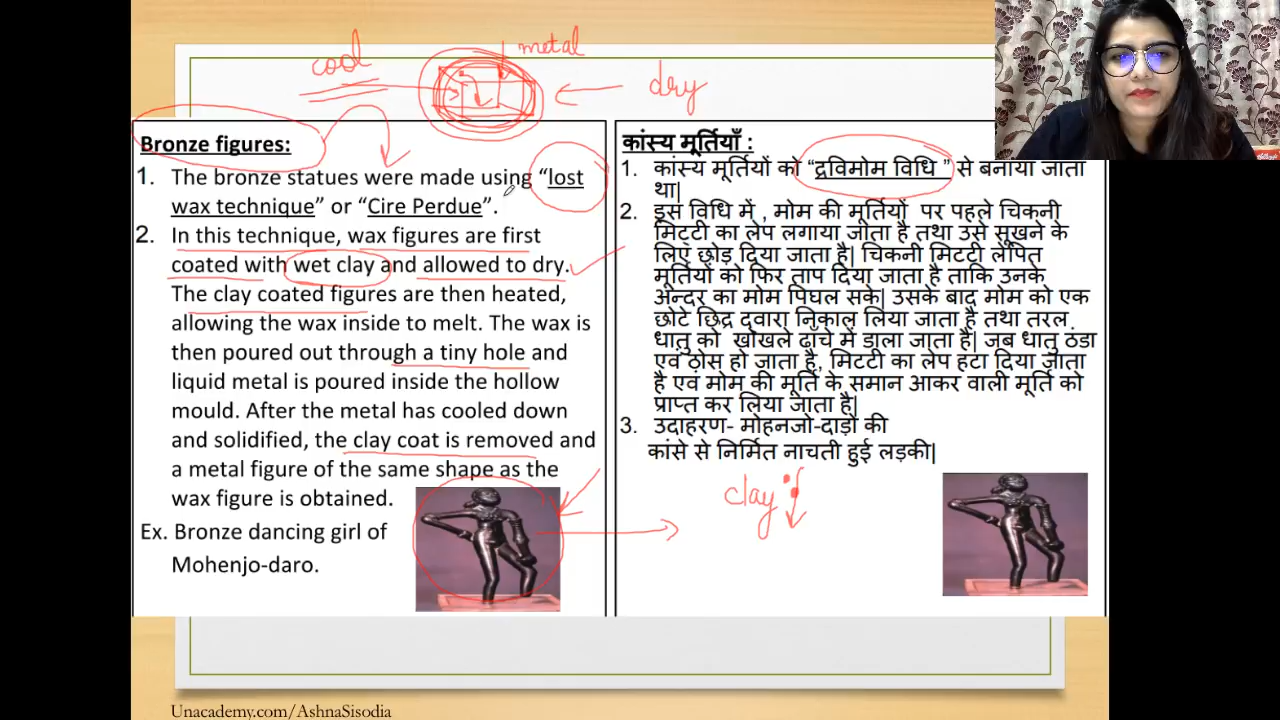 cool
metal
dry
Bronze figures:
1. The bronze statues were made using “lost
wax technique” or “Cire Perdue”.
2. In this technique, wax figures are first
coated with wet clay and allowed to dry.
The clay coated figures are then heated,
allowing the wax inside to melt. The wax is
then poured out through a tiny hole and
liquid metal is poured inside the hollow
mould. After the metal has cooled down
and solidified, the clay coat is removed and
a metal figure of the same shape as the
wax figure is obtained.
Ex. Bronze dancing girl of
Mohenjo-daro.
कांस्य मूर्तियाँ :
1. कांस्य मूर्तियों को “द्रविमोम विधि ” से बनाया जाता
था|
2. इस विधि में , मोम की मूर्तियों पर पहले चिकनी
मिटटी का लेप लगाया जाता है तथा उसे सूखने के
लिए छोड़ दिया जाता है| चिकनी मिटटी लेपित
मूर्तियों को फिर ताप दिया जाता है ताकि उनके
अन्दर का मोम पिघल सके| उसके बाद मोम को एक
छोटे छिद्र द्वारा निकाल लिया जाता है तथा तरल
धातु को खोखले ढ़ाँचे में डाला जाता है| जब धातु ठंडा
एवं ठ़ोस हो जाता है, मिटटी का लेप हटा दिया जाता
है एवं मोम की मूर्ति के समान आकर वाली मूर्ति को
प्राप्त कर लिया जाता है|
3. उदाहरण- मोहनजो-दाड़ो की
कांसे से निर्मित नाचती हुई लड़की|
clay
Unacademy.com/AshnaSisodia